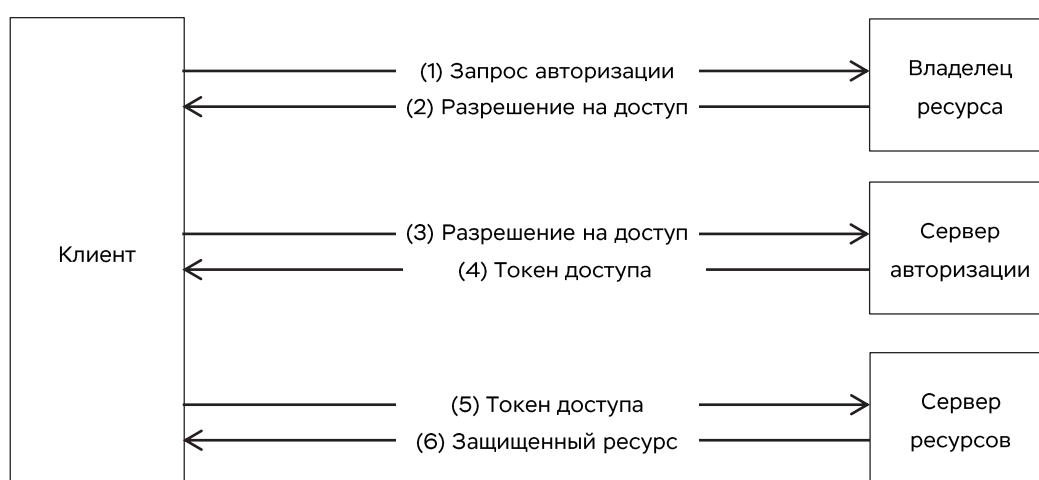 (1) Запрос авторизации
(2) Разрешение на доступ
Владелец
ресурса
Клиент
(3) Разрешение на доступ
(4) Токен доступа
Сервер
авторизации
(5) Токен доступа
(6) Защищенный ресурс
Сервер
ресурсов